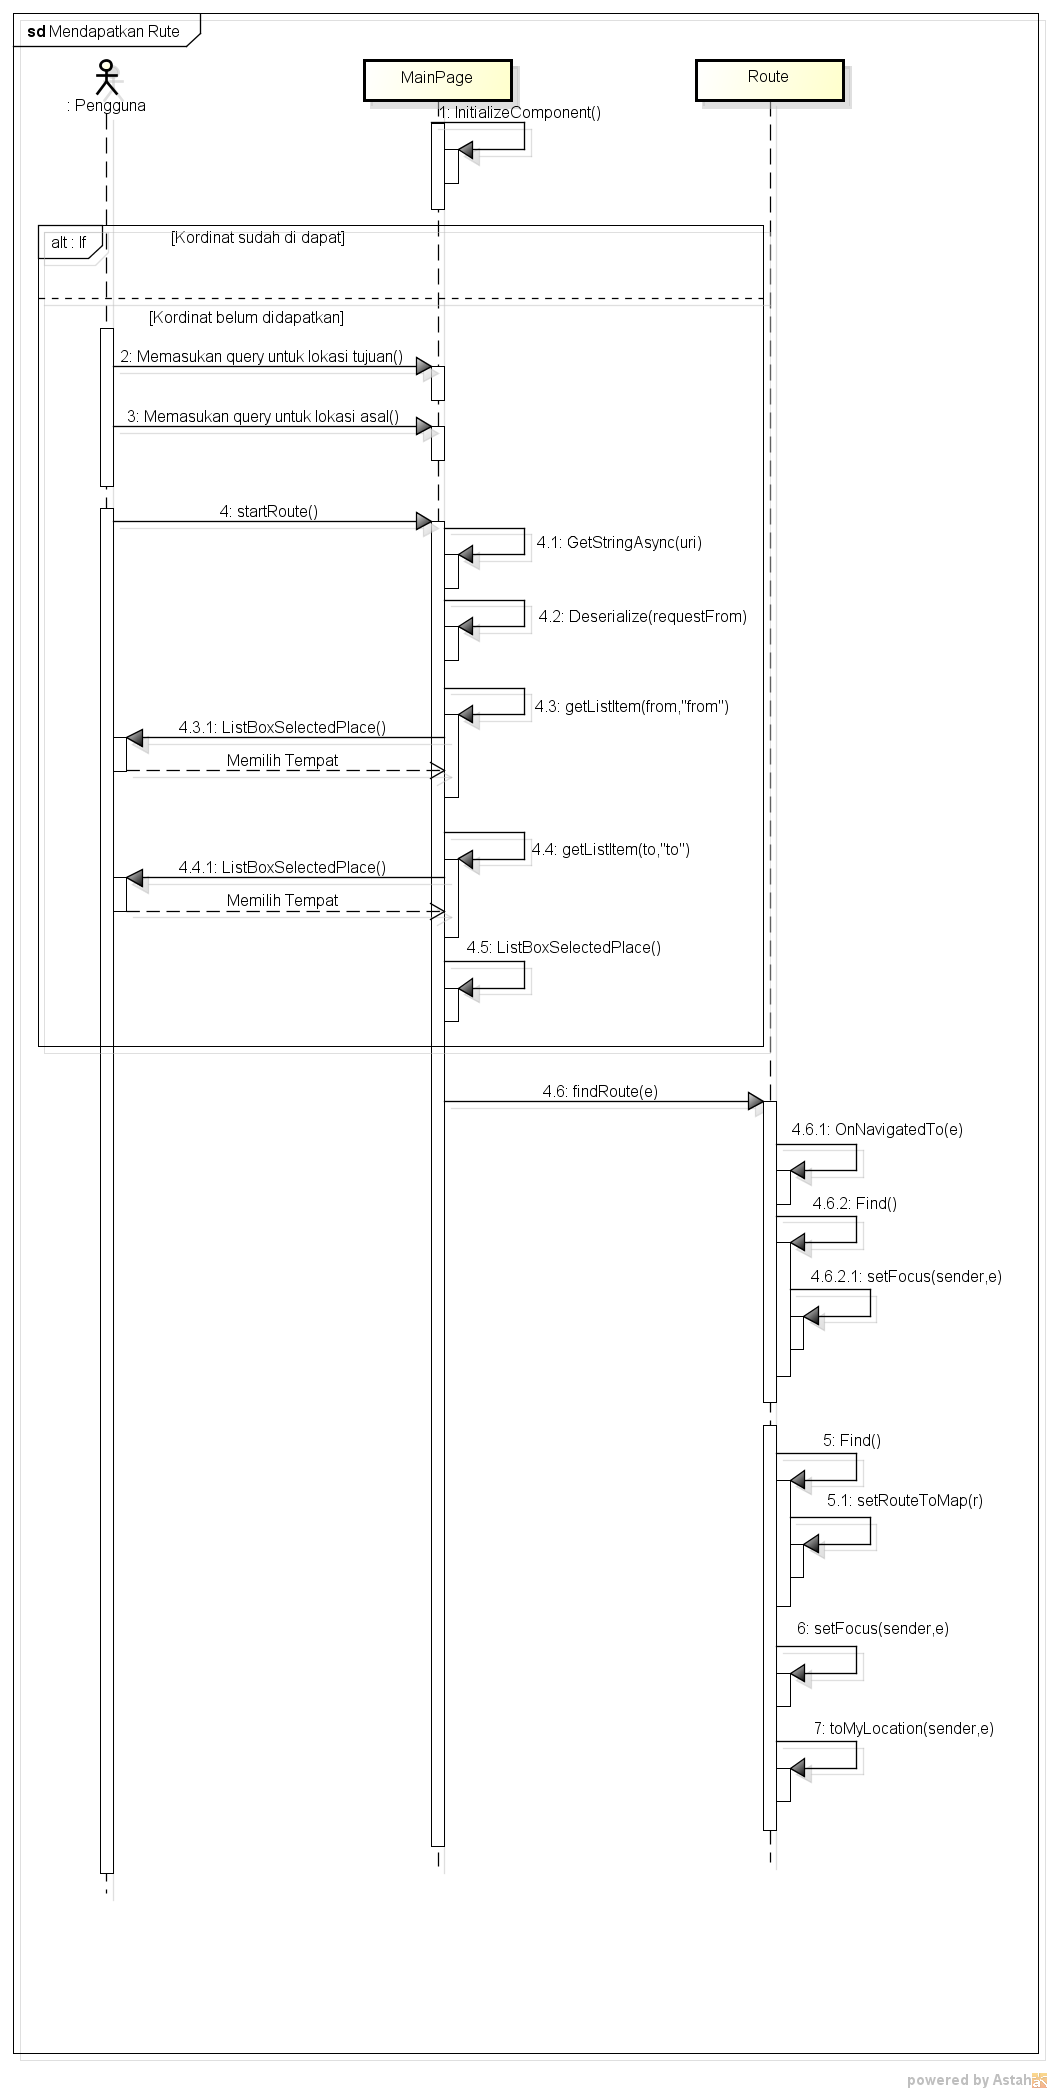 sd Mendapatkan Rute
: Pengguna
MainPage
Route
1: InitializeComponent()
alt : If
[Kordinat sudah di dapat]
[Kordinat belum didapatkan]
2: Memasukan query untuk lokasi tujuan()
3: Memasukan query untuk lokasi asal()
4: startRoute()
4.1: GetStringAsync(uri)
4.2: Deserialize(requestFrom)
4.3: getListItem(from,"from")
4.3.1: ListBoxSelectedPlace()
Memilih Tempat
4.4: getListItem(to,"to")
4.4.1: ListBoxSelectedPlace()
Memilih Tempat
4.5: ListBoxSelectedPlace()
4.6: findRoute(e)
4.6.1: OnNavigatedTo(e)
4.6.2: Find()
4.6.2.1: setFocus(sender,e)
5: Find()
5.1: setRouteToMap(r)
6: setFocus(sender,e)
7: toMyLocation(sender,e)
powered by Astah